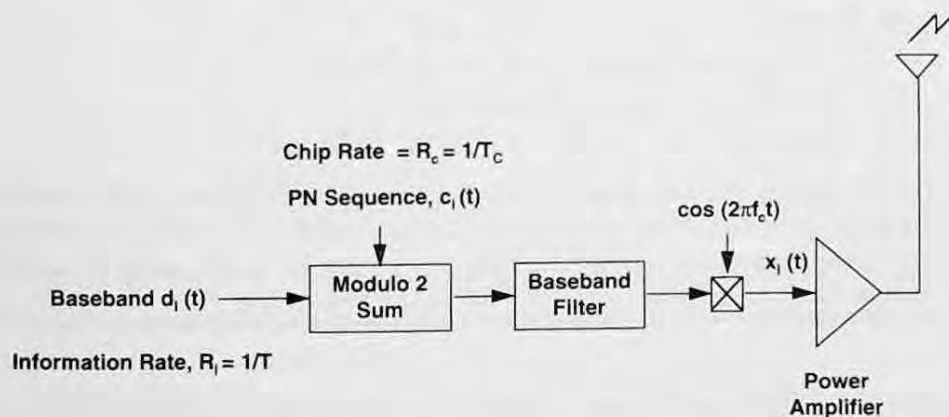 Chip Rate = R_c = 1/T_C
PN Sequence, c_i (t)
cos (2πf_ct)
x_i (t)
Baseband d_i (t)
Modulo 2
Sum
Baseband
Filter
Information Rate, R_i = 1/T
Power
Amplifier